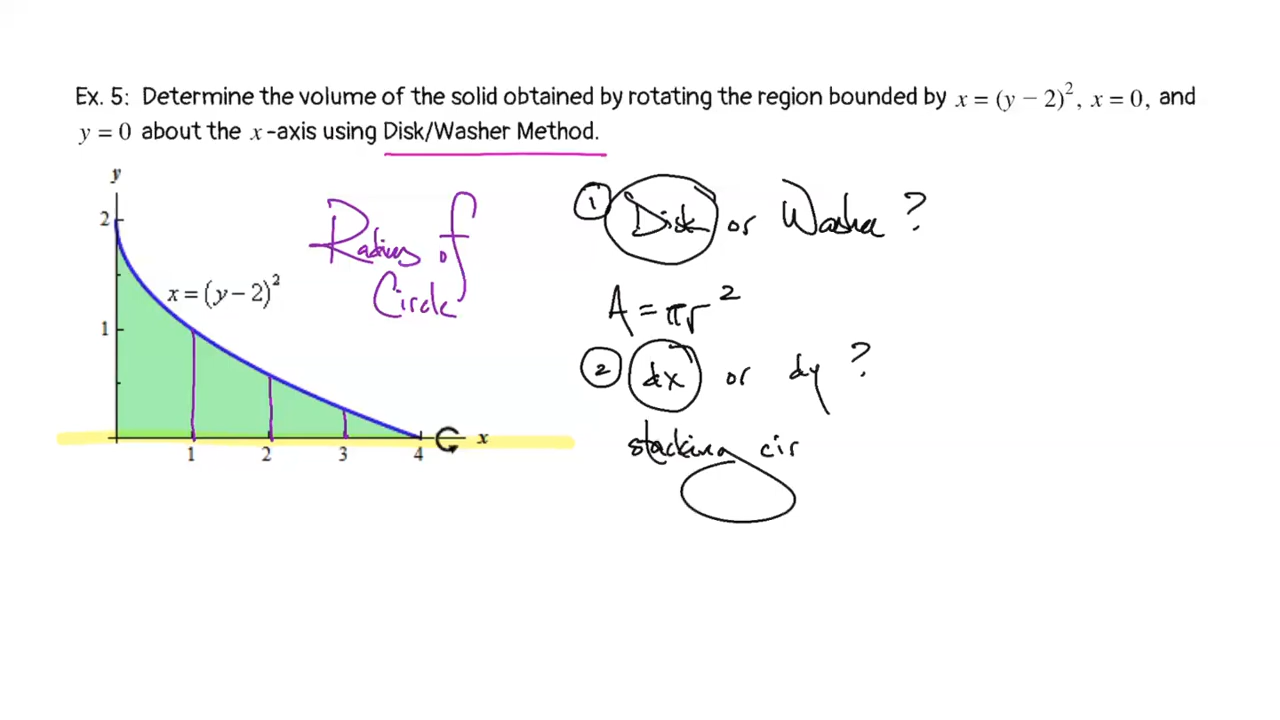 Ex. 5: Determine the volume of the solid obtained by rotating the region bounded by x = (y − 2)², x = 0, and
y = 0 about the x-axis using Disk/Washer Method.
y
2
x = (y − 2)²
1
1 2 3 4 x
Radius of
Circle
① Disk or Washer ?
A = πr²
② dx or dy ?
stacking cir